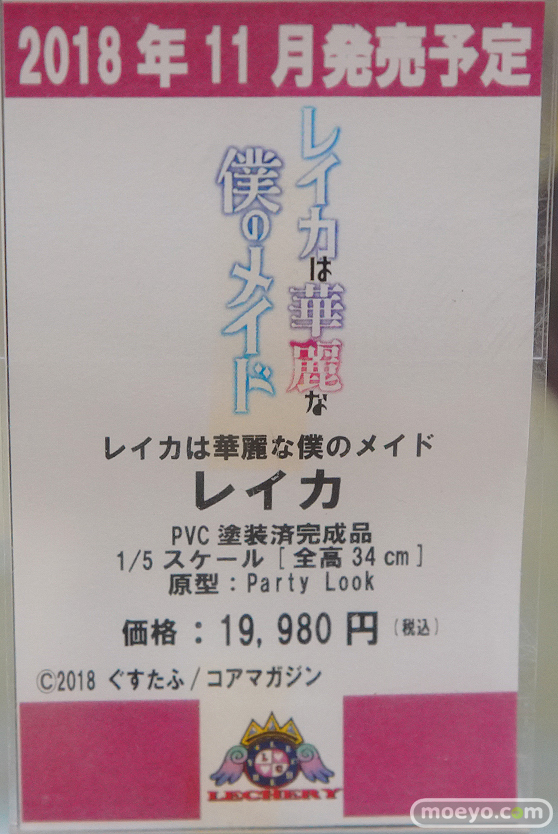 2018年11月発売予定
レイカは華麗な
僕のメイド
レイカは華麗な僕のメイド
レイカ
PVC 塗装済完成品
1/5 スケール [ 全高 34 cm ]
原型 : Party Look
価格 : 19,980 円 (税込)
©2018 ぐすたふ / コアマガジン
LECHERY
moeyo.com